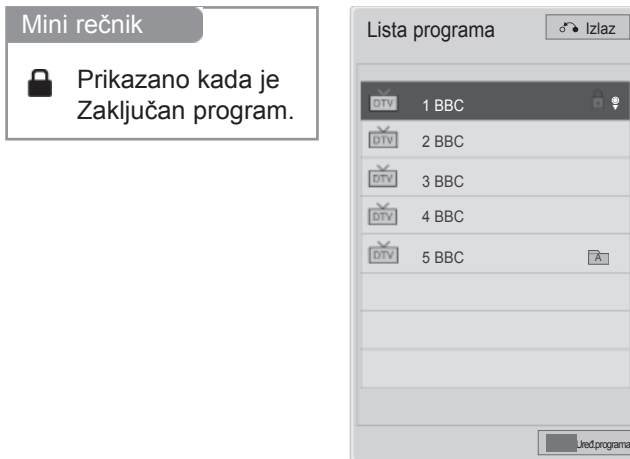 Mini rečnik
Prikazano kada je
Zaključan program.
Lista programa
Izlaz
DTV 1 BBC
DTV 2 BBC
DTV 3 BBC
DTV 4 BBC
DTV 5 BBC A
Uređ.programa